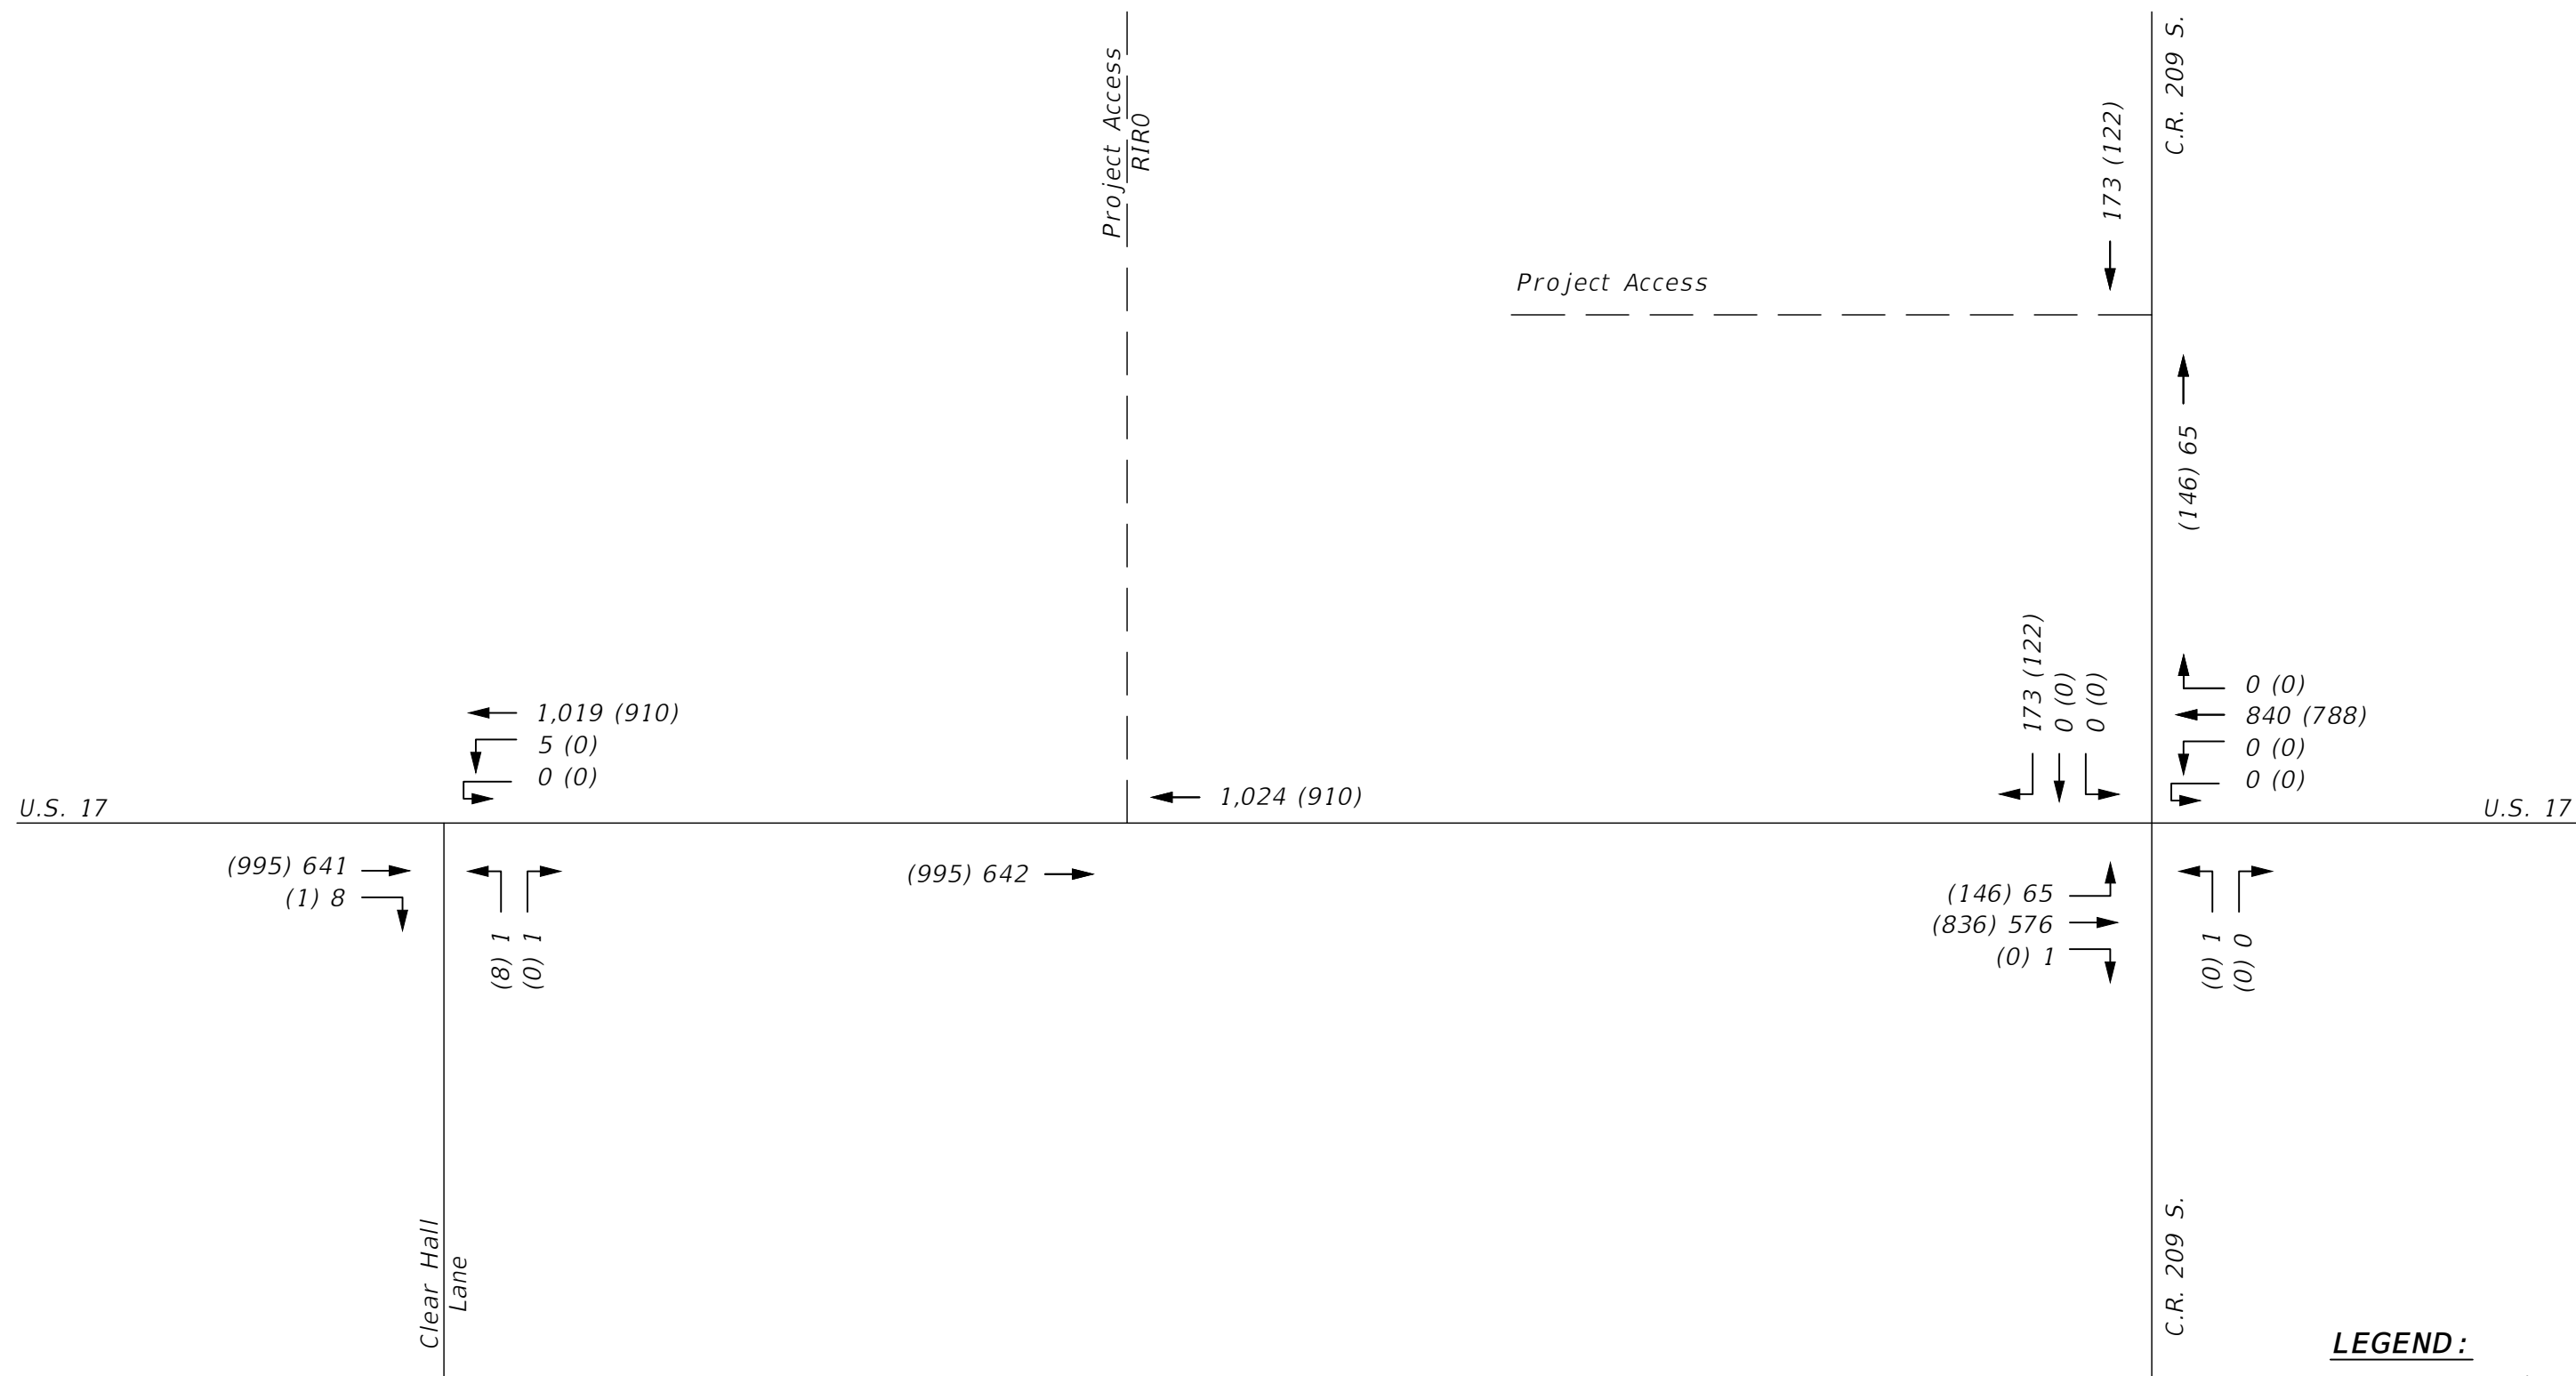 Project Access
RIRO
C.R. 209 S.
173 (122)
Project Access
(146) 65
173 (122)
0 (0)
0 (0)
0 (0)
840 (788)
0 (0)
0 (0)
1,019 (910)
5 (0)
0 (0)
1,024 (910)
U.S. 17
U.S. 17
(995) 641
(1) 8
(8) 1
(0) 1
(995) 642
(146) 65
(836) 576
(0) 1
(0) 1
(0) 0
Clear Hall
Lane
C.R. 209 S.
LEGEND: